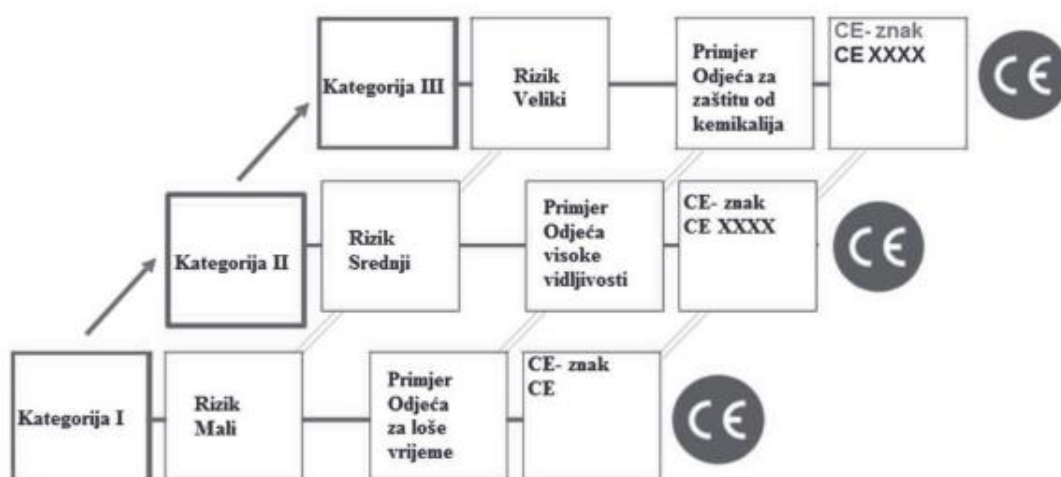 Kategorija III
Rizik
Veliki
Primjer
Odjeća za
zaštitu od
kemikalija
CE- znak
CE XXXX
CE
Kategorija II
Rizik
Srednji
Primjer
Odjeća
visoke
vidljivosti
CE- znak
CE XXXX
CE
Kategorija I
Rizik
Mali
Primjer
Odjeća
za loše
vrijeme
CE- znak
CE
CE